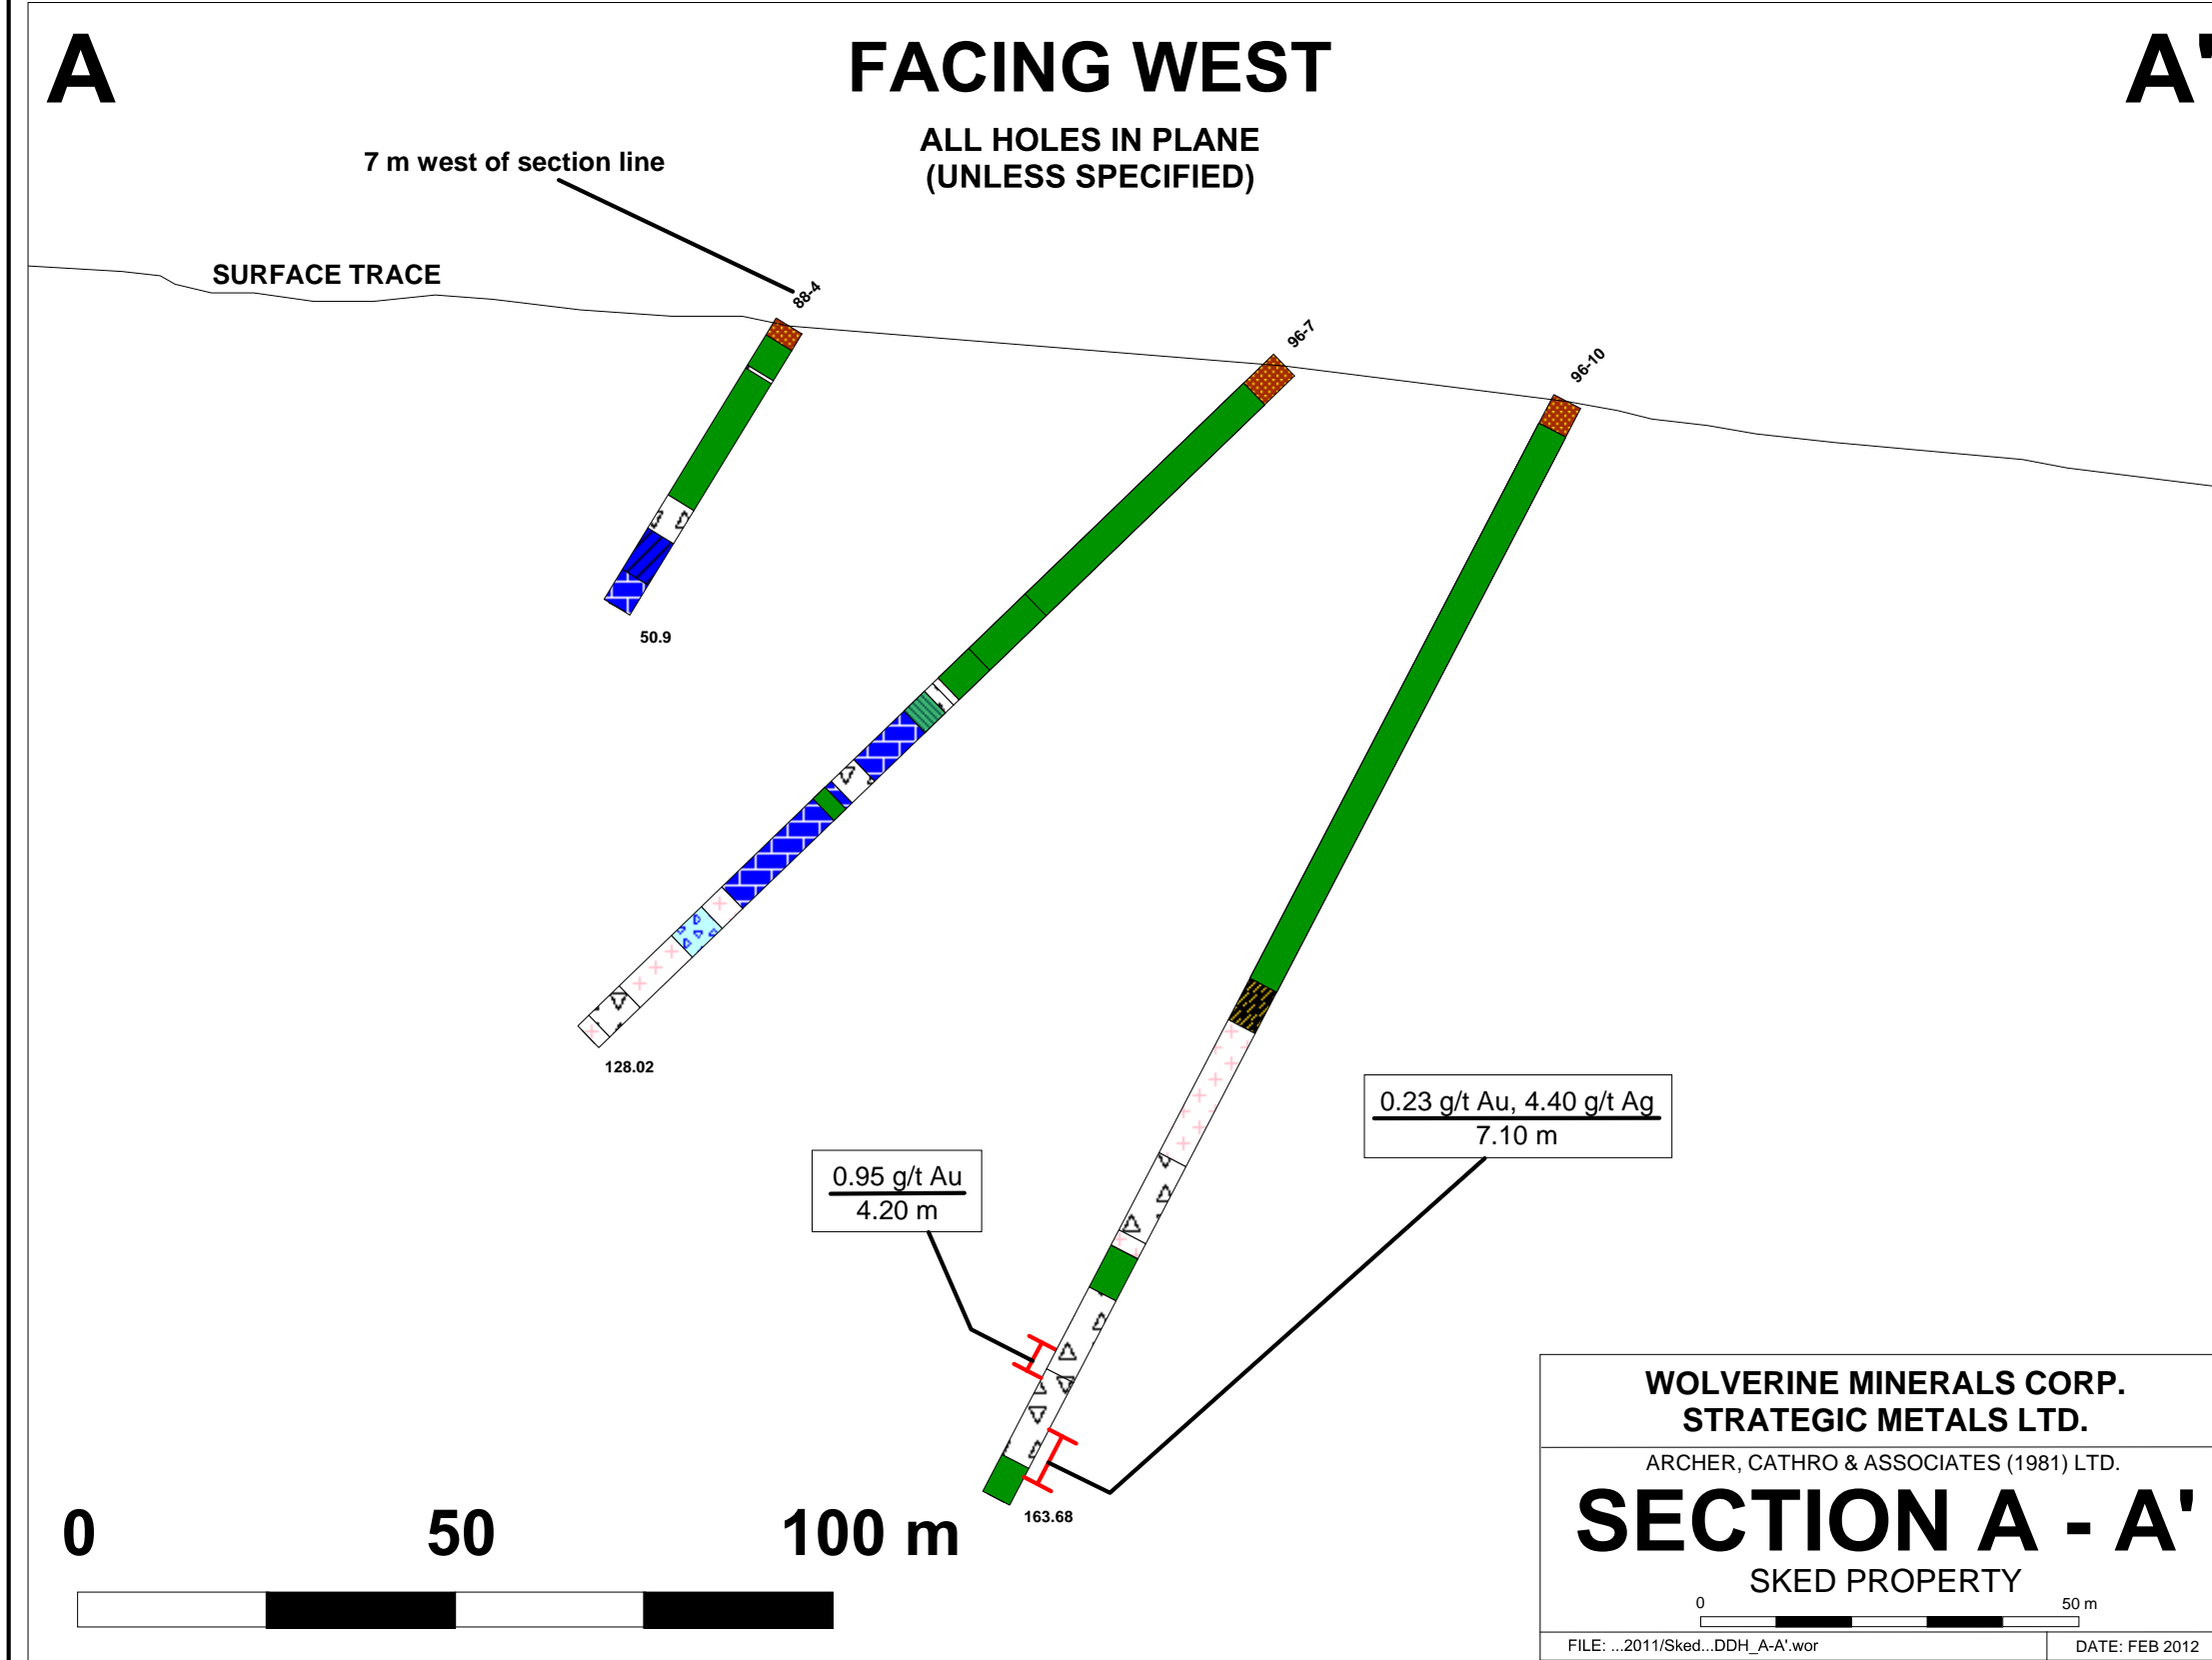 A
FACING WEST
A'
ALL HOLES IN PLANE
(UNLESS SPECIFIED)
7 m west of section line
SURFACE TRACE
88-4
96-7
96-10
50.9
128.02
0.23 g/t Au, 4.40 g/t Ag
7.10 m
0.95 g/t Au
4.20 m
163.68
0 50 100 m
WOLVERINE MINERALS CORP.
STRATEGIC METALS LTD.
ARCHER, CATHRO & ASSOCIATES (1981) LTD.
SECTION A - A'
SKED PROPERTY
0 50 m
FILE: ...2011/Sked...DDH_A-A'.wor
DATE: FEB 2012